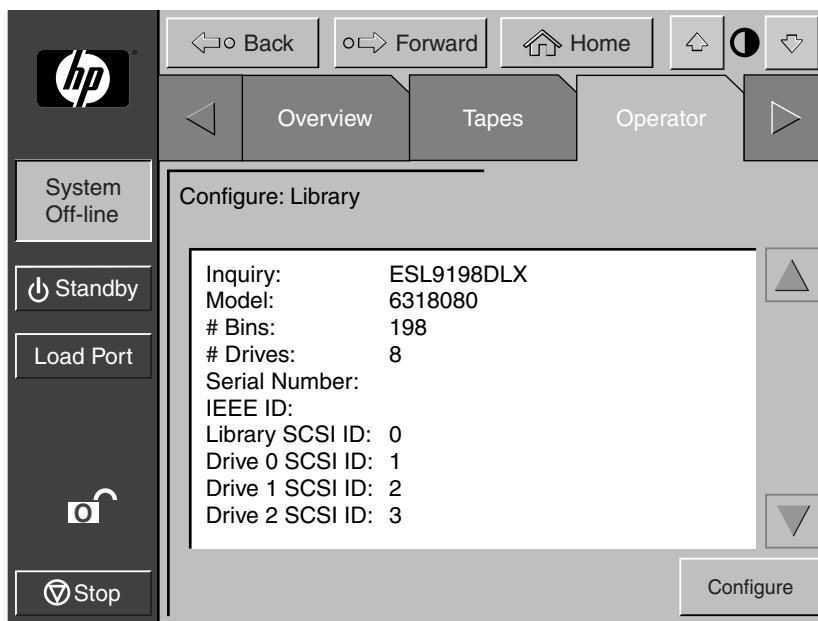 hp
Back Forward Home
Overview Tapes Operator
System
Off-line
Configure: Library
Standby
Load Port
Inquiry: ESL9198DLX
Model: 6318080
# Bins: 198
# Drives: 8
Serial Number:
IEEE ID:
Library SCSI ID: 0
Drive 0 SCSI ID: 1
Drive 1 SCSI ID: 2
Drive 2 SCSI ID: 3
O
Stop
Configure